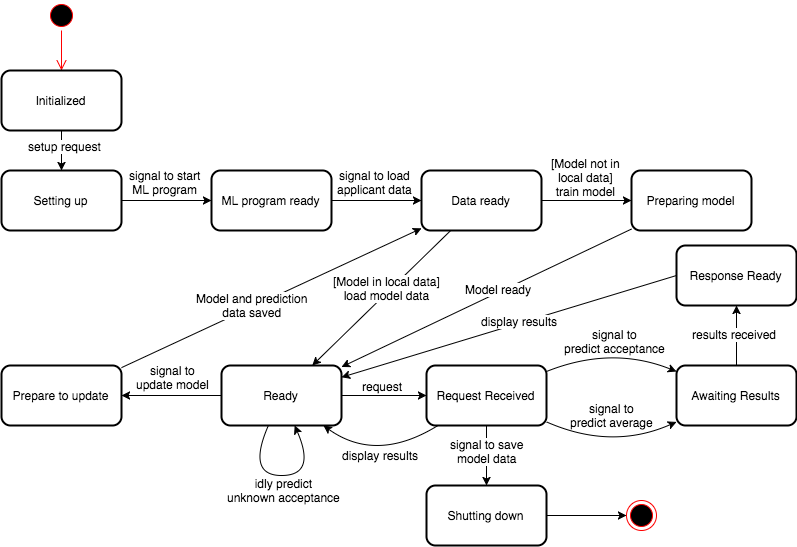 Initialized
setup request
Setting up
signal to start
ML program
ML program ready
signal to load
applicant data
Data ready
[Model not in
local data]
train model
Preparing model
Response Ready
Model and prediction
data saved
[Model in local data]
load model data
Model ready
display results
signal to
predict acceptance
results received
Prepare to update
signal to
update model
Ready
request
Request Received
signal to
predict average
Awaiting Results
display results
signal to save
model data
idly predict
unknown acceptance
Shutting down